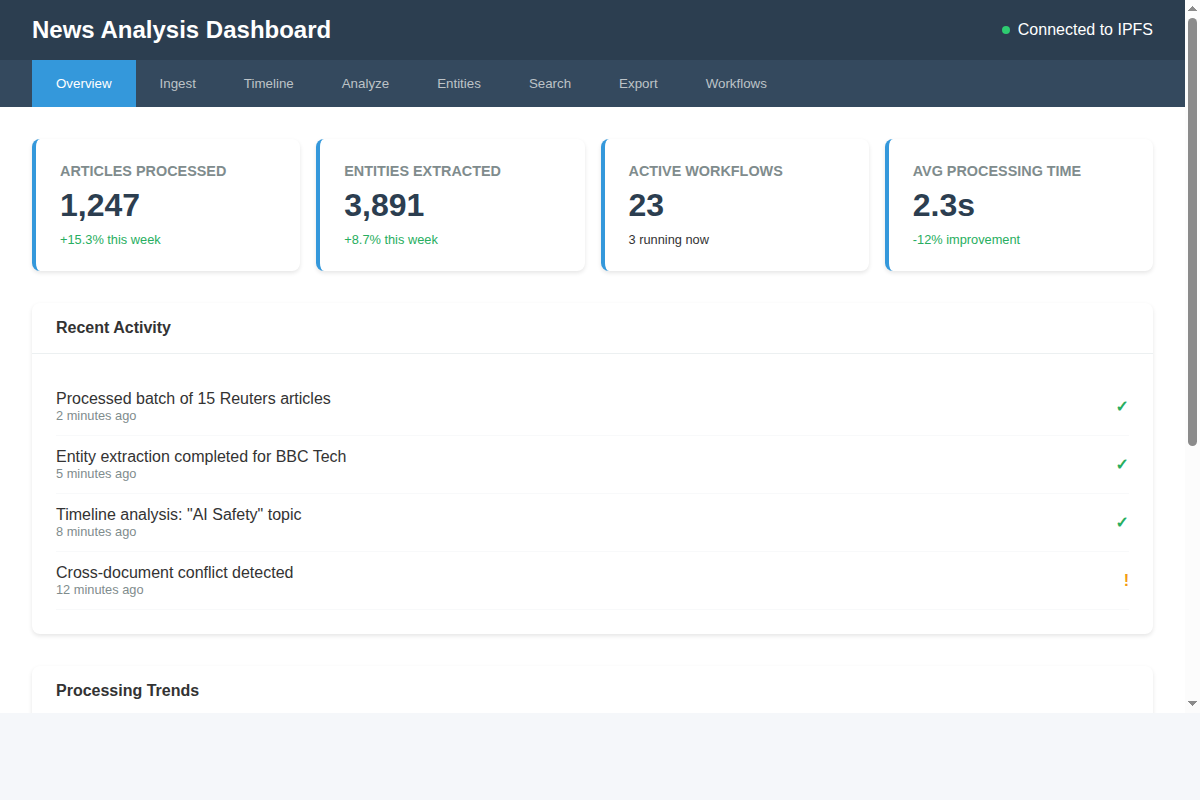 News Analysis Dashboard
Connected to IPFS
Overview Ingest Timeline Analyze Entities Search Export Workflows
ARTICLES PROCESSED
1,247
+15.3% this week
ENTITIES EXTRACTED
3,891
+8.7% this week
ACTIVE WORKFLOWS
23
3 running now
AVG PROCESSING TIME
2.3s
-12% improvement
Recent Activity
Processed batch of 15 Reuters articles
2 minutes ago
✓
Entity extraction completed for BBC Tech
5 minutes ago
✓
Timeline analysis: "AI Safety" topic
8 minutes ago
✓
Cross-document conflict detected
12 minutes ago
!
Processing Trends